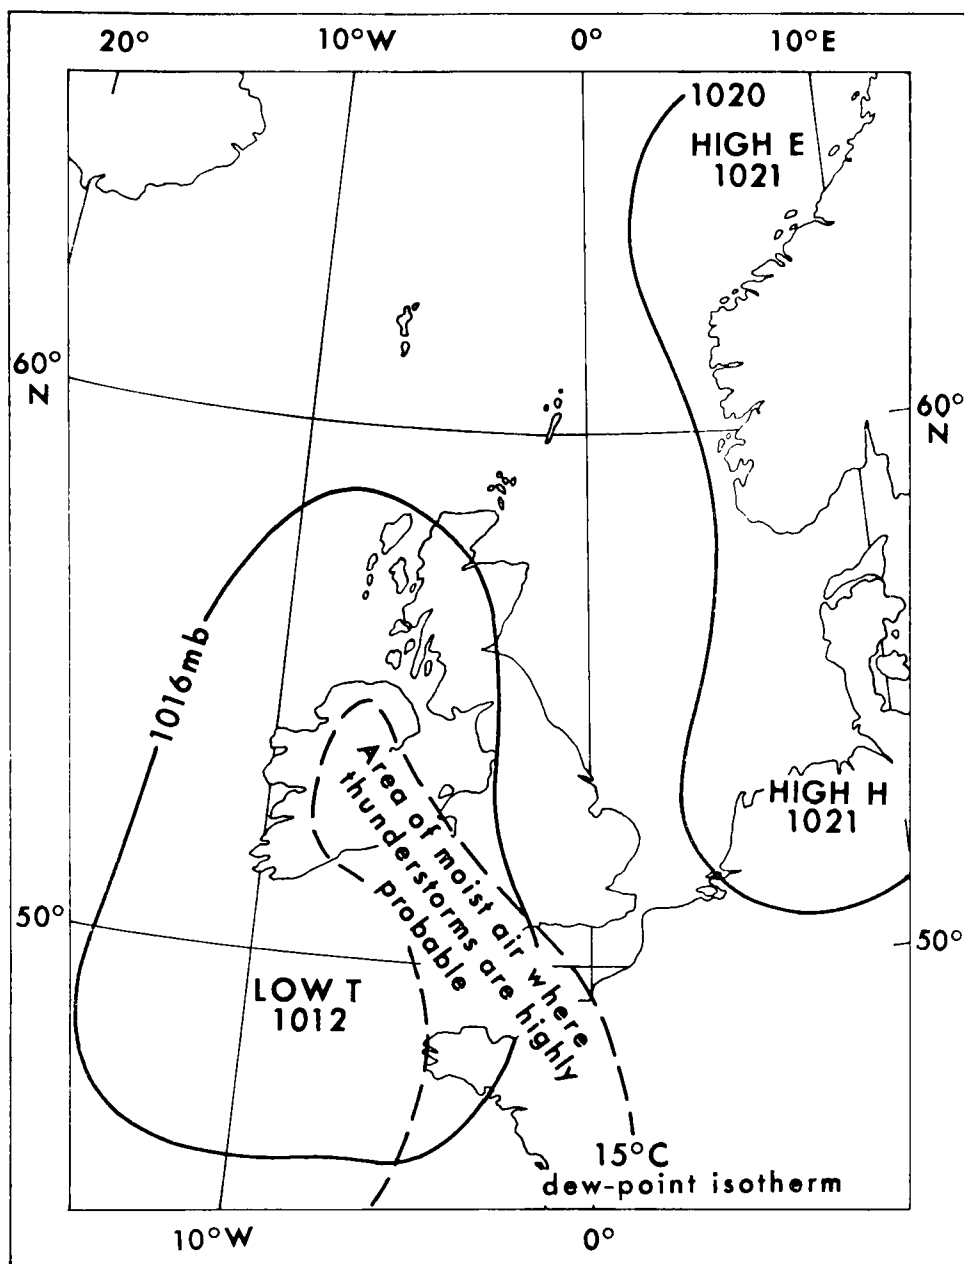 20° 10°W 0° 10°E
1020
HIGH E
1021
60°
N
60°
N
1016mb
Area of moist air where
thunderstorms are highly
probable
HIGH H
1021
50°
50°
LOW T
1012
15°C
dew-point isotherm
10°W 0°